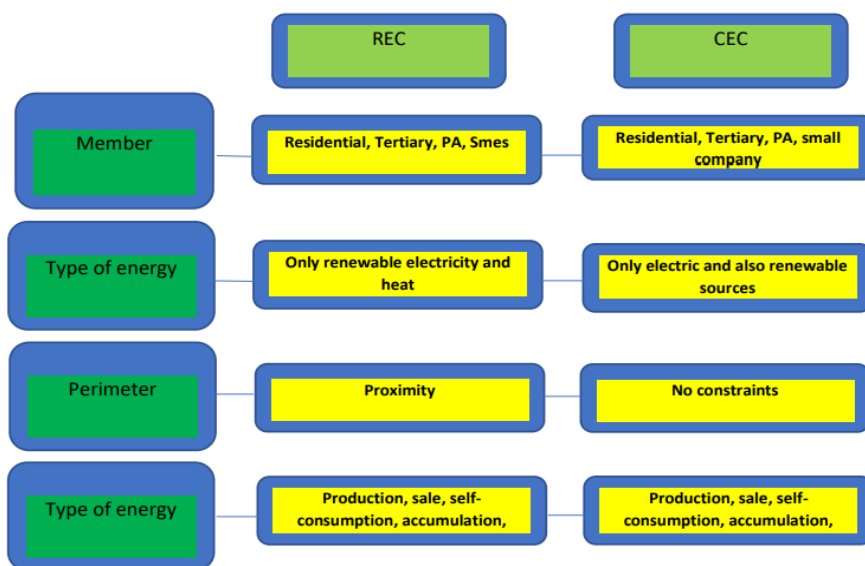 REC
CEC
Member
Residential, Tertiary, PA, Smes
Residential, Tertiary, PA, small
company
Type of energy
Only renewable electricity and
heat
Only electric and also renewable
sources
Perimeter
Proximity
No constraints
Type of energy
Production, sale, self-
consumption, accumulation,
Production, sale, self-
consumption, accumulation,